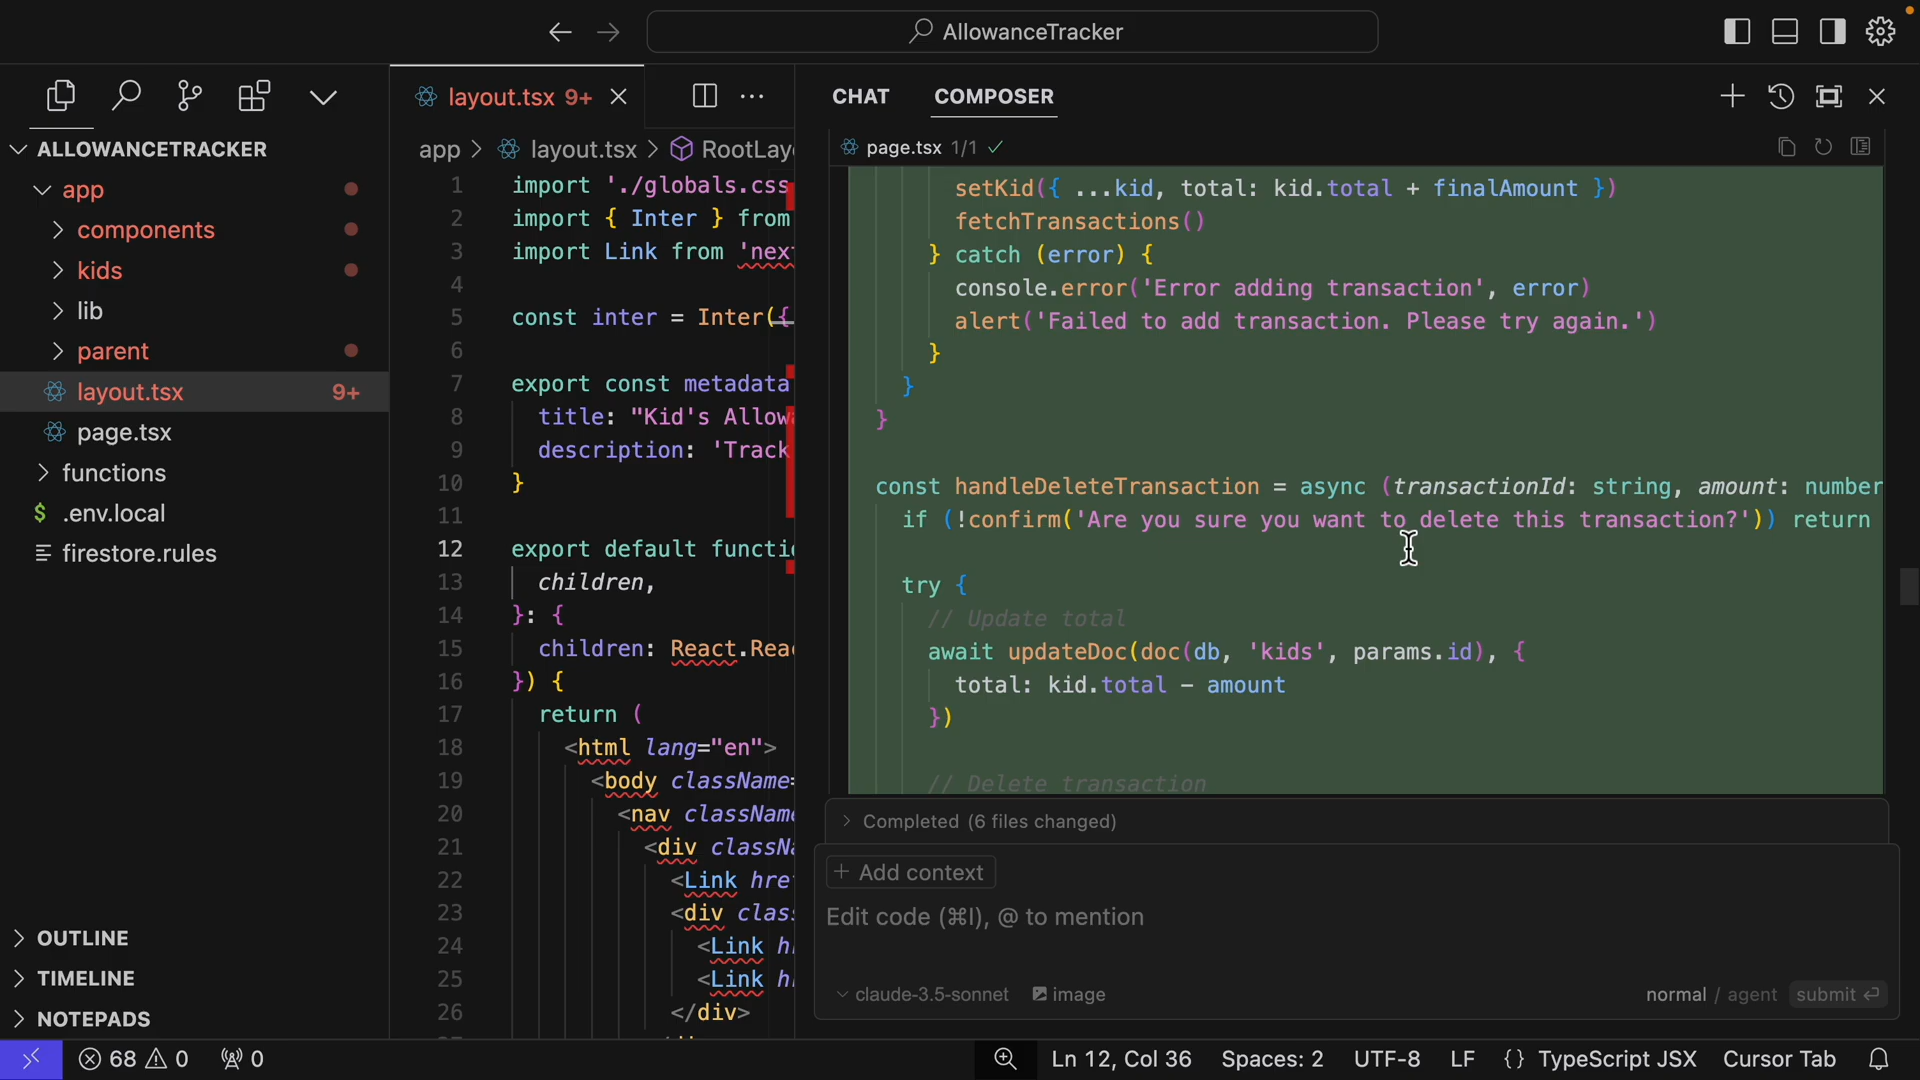 AllowanceTracker
layout.tsx 9+
CHAT
COMPOSER
ALLOWANCETRACKER
app
components
kids
lib
parent
layout.tsx 9+
page.tsx
functions
$ .env.local
firestore.rules
OUTLINE
TIMELINE
NOTEPADS
app > layout.tsx > RootLay
1 import './globals.css
2 import { Inter } from
3 import Link from 'nex
4
5 const inter = Inter({
6
7 export const metadata
8 title: "Kid's Allow
9 description: 'Track
10 }
11
12 export default functi
13 children,
14 }: {
15 children: React.Rea
16 }) {
17 return (
18 <html lang="en">
19 <body className=
20 <nav className
21 <div classN
22 <Link hre
23 <div clas
24 <Link h
25 <Link h
26 </div>
page.tsx 1/1
setKid({ ...kid, total: kid.total + finalAmount })
fetchTransactions()
} catch (error) {
console.error('Error adding transaction', error)
alert('Failed to add transaction. Please try again.')
}
}
}
const handleDeleteTransaction = async (transactionId: string, amount: number
if (!confirm('Are you sure you want to delete this transaction?')) return
try {
// Update total
await updateDoc(doc(db, 'kids', params.id), {
total: kid.total - amount
})
// Delete transaction
Completed (6 files changed)
+ Add context
Edit code (⌘I), @ to mention
claude-3.5-sonnet image
normal / agent submit
68 0 0
Ln 12, Col 36 Spaces: 2 UTF-8 LF {} TypeScript JSX Cursor Tab